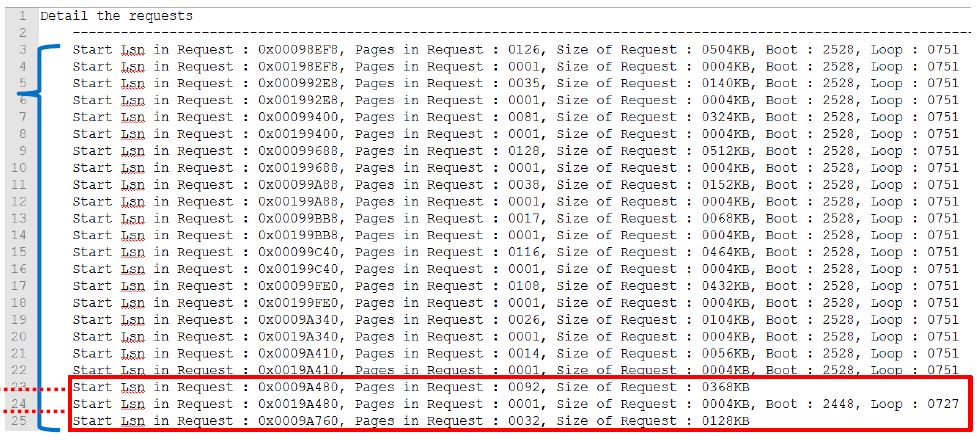 1 Detail the requests
2 ------------------------------------------------------------------------------------------------------------
3 Start Lsn in Request : 0x00098EF8, Pages in Request : 0126, Size of Request : 0504KB, Boot : 2528, Loop : 0751
4 Start Lsn in Request : 0x00198EF8, Pages in Request : 0001, Size of Request : 0004KB, Boot : 2528, Loop : 0751
5 Start Lsn in Request : 0x000992E8, Pages in Request : 0035, Size of Request : 0140KB, Boot : 2528, Loop : 0751
6 Start Lsn in Request : 0x001992E8, Pages in Request : 0001, Size of Request : 0004KB, Boot : 2528, Loop : 0751
7 Start Lsn in Request : 0x00099400, Pages in Request : 0081, Size of Request : 0324KB, Boot : 2528, Loop : 0751
8 Start Lsn in Request : 0x00199400, Pages in Request : 0001, Size of Request : 0004KB, Boot : 2528, Loop : 0751
9 Start Lsn in Request : 0x00099688, Pages in Request : 0128, Size of Request : 0512KB, Boot : 2528, Loop : 0751
10 Start Lsn in Request : 0x00199688, Pages in Request : 0001, Size of Request : 0004KB, Boot : 2528, Loop : 0751
11 Start Lsn in Request : 0x00099A88, Pages in Request : 0038, Size of Request : 0152KB, Boot : 2528, Loop : 0751
12 Start Lsn in Request : 0x00199A88, Pages in Request : 0001, Size of Request : 0004KB, Boot : 2528, Loop : 0751
13 Start Lsn in Request : 0x00099BB8, Pages in Request : 0017, Size of Request : 0068KB, Boot : 2528, Loop : 0751
14 Start Lsn in Request : 0x00199BB8, Pages in Request : 0001, Size of Request : 0004KB, Boot : 2528, Loop : 0751
15 Start Lsn in Request : 0x00099C40, Pages in Request : 0116, Size of Request : 0464KB, Boot : 2528, Loop : 0751
16 Start Lsn in Request : 0x00199C40, Pages in Request : 0001, Size of Request : 0004KB, Boot : 2528, Loop : 0751
17 Start Lsn in Request : 0x00099FE0, Pages in Request : 0108, Size of Request : 0432KB, Boot : 2528, Loop : 0751
18 Start Lsn in Request : 0x00199FE0, Pages in Request : 0001, Size of Request : 0004KB, Boot : 2528, Loop : 0751
19 Start Lsn in Request : 0x0009A340, Pages in Request : 0026, Size of Request : 0104KB, Boot : 2528, Loop : 0751
20 Start Lsn in Request : 0x0019A340, Pages in Request : 0001, Size of Request : 0004KB, Boot : 2528, Loop : 0751
21 Start Lsn in Request : 0x0009A410, Pages in Request : 0014, Size of Request : 0056KB, Boot : 2528, Loop : 0751
22 Start Lsn in Request : 0x0019A410, Pages in Request : 0001, Size of Request : 0004KB, Boot : 2528, Loop : 0751
23 Start Lsn in Request : 0x0009A480, Pages in Request : 0092, Size of Request : 0368KB
24 Start Lsn in Request : 0x0019A480, Pages in Request : 0001, Size of Request : 0004KB, Boot : 2448, Loop : 0727
25 Start Lsn in Request : 0x0009A760, Pages in Request : 0032, Size of Request : 0128KB